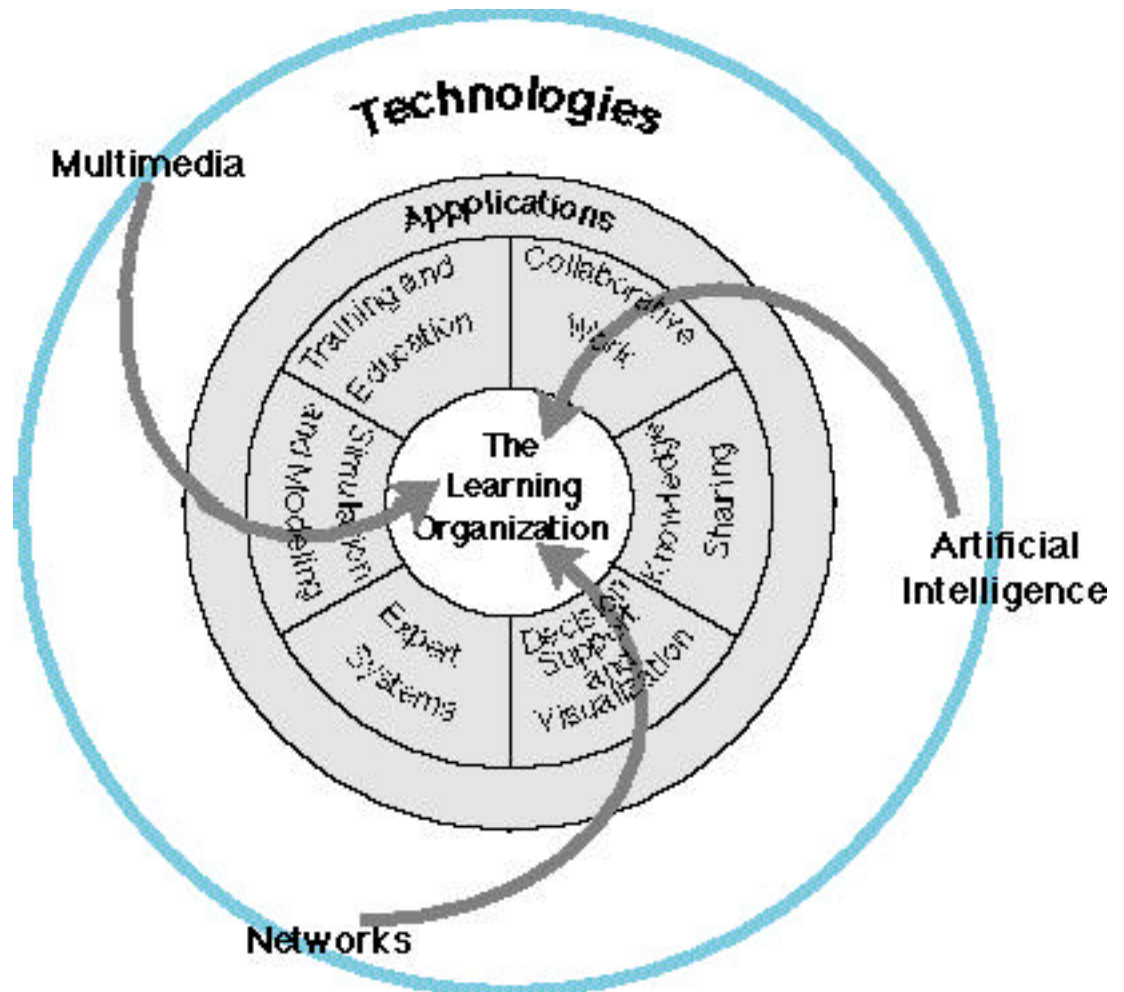 Technologies
Multimedia
Appplications
Training and
Education
Collaborative
Work
and Modeling
Simulation
The
Learning
Organization
Knowledge
Sharing
Artificial
Intelligence
Expert
Systems
Decision
Support
and
Visualization
Networks